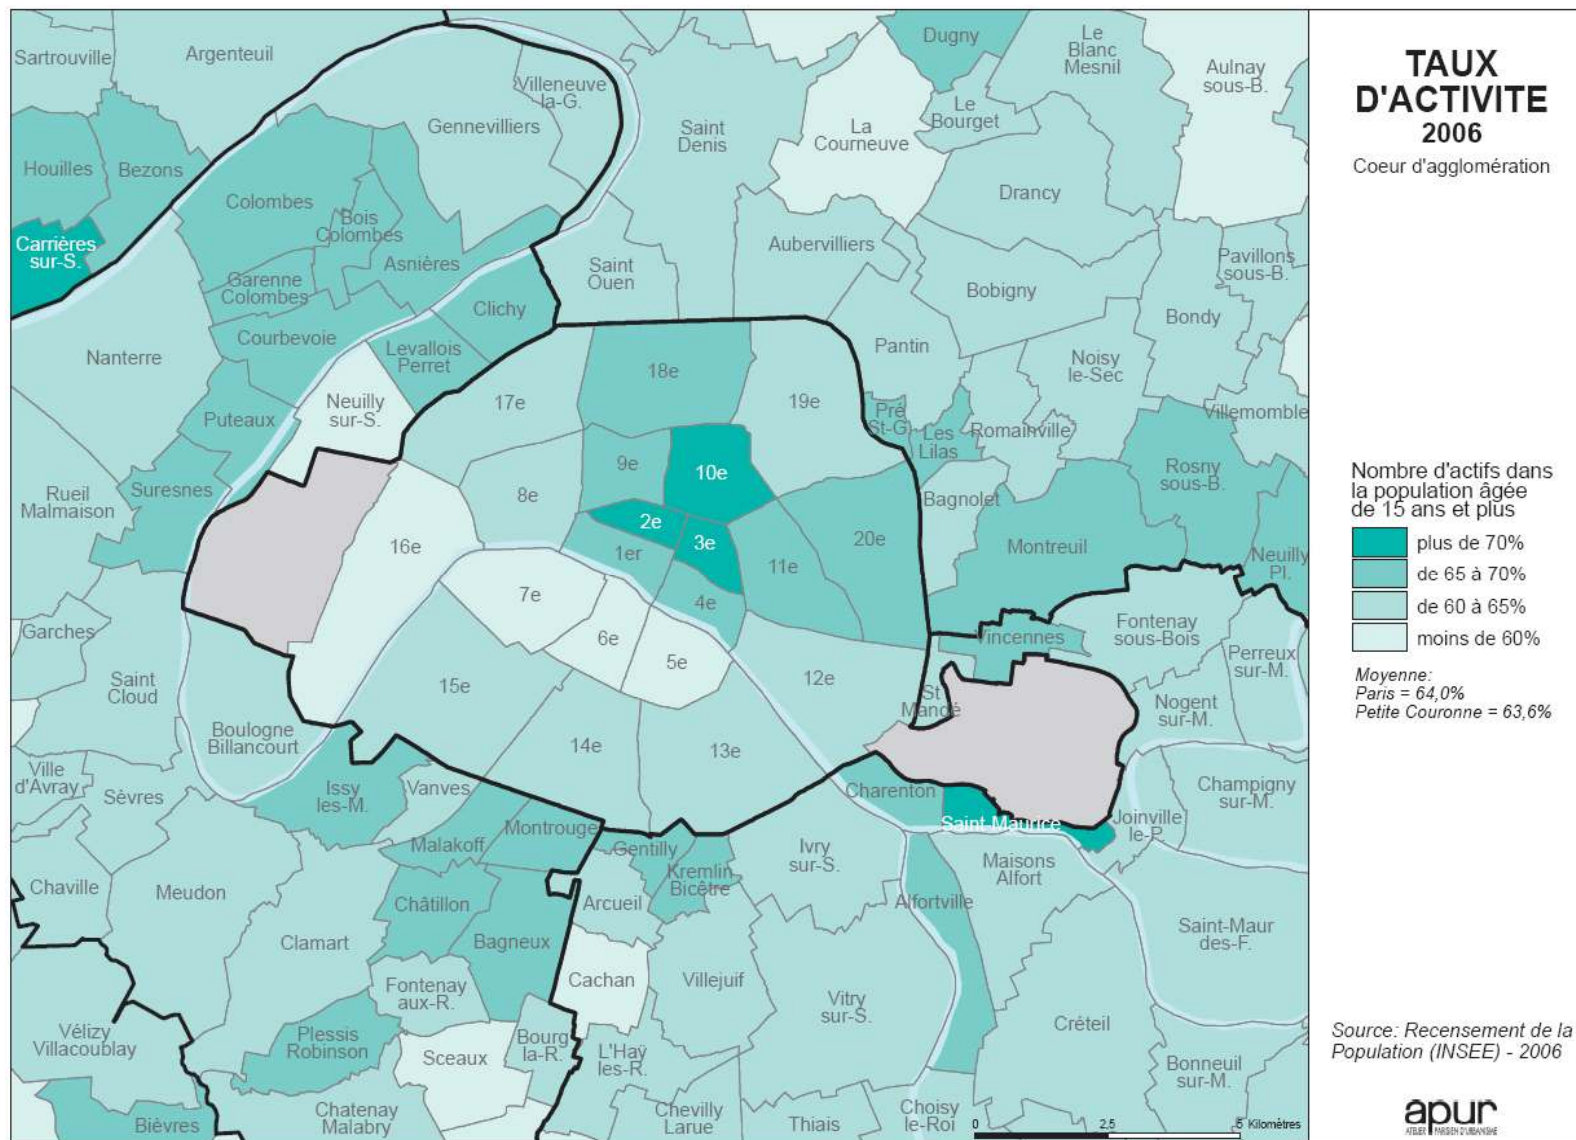 TAUX
D'ACTIVITE
2006
Coeur d'agglomération
Nombre d'actifs dans
la population âgée
de 15 ans et plus
plus de 70%
de 65 à 70%
de 60 à 65%
moins de 60%
Moyenne:
Paris = 64,0%
Petite Couronne = 63,6%
Source: Recensement de la
Population (INSEE) - 2006
apur
ATELIER PARISIEN D'URBANISME
Sartrouville
Argenteuil
Dugny
Le
Blanc
Mesnil
Aulnay
sous-B.
Villeneuve
la-G.
Gennevilliers
Saint
Denis
La
Courneuve
Le
Bourget
Houilles
Bezons
Drancy
Colombes
Bois
Colombes
Carrières
sur-S.
Asnières
Saint
Ouen
Aubervilliers
Pavillons
sous-B.
Garenne
Colombes
Bobigny
Clichy
Bondy
Courbevoie
Nanterre
Levallois
Perret
Pantin
Noisy
le-Sec
18e
Neuilly
sur-S.
17e
19e
Puteaux
Pré
St-G
Les
Lilas
Romainville
Villemomble
9e
10e
Rosny
sous-B.
Suresnes
Rueil
Malmaison
8e
Bagnolet
2e
3e
16e
1er
11e
20e
Montreuil
Neuilly
Pl.
7e
4e
Garches
6e
5e
Vincennes
Fontenay
sous-Bois
Perreux
sur-M.
Saint
Cloud
15e
12e
St
Mandé
Nogent
sur-M.
Boulogne
Billancourt
14e
13e
Ville
d'Avray
Sèvres
Issy
les-M.
Vanves
Charenton
Champigny
sur-M.
Saint-Maurice
Joinville
le-P.
Malakoff
Montrouge
Gentilly
Kremlin
Bicêtre
Ivry
sur-S.
Maisons
Alfort
Chaville
Meudon
Châtillon
Arcueil
Alfortville
Clamart
Bagneux
Saint-Maur
des-F.
Fontenay
aux-R.
Cachan
Villejuif
Vitry
sur-S.
Créteil
Vélizy
Villacoublay
Plessis
Robinson
Sceaux
Bourg
la-R.
L'Haÿ
les-R.
Bonneuil
sur-M.
Bièvres
Chatenay
Malabry
Chevilly
Larue
Thiais
Choisy
le-Roi
0 2,5 5 Kilomètres